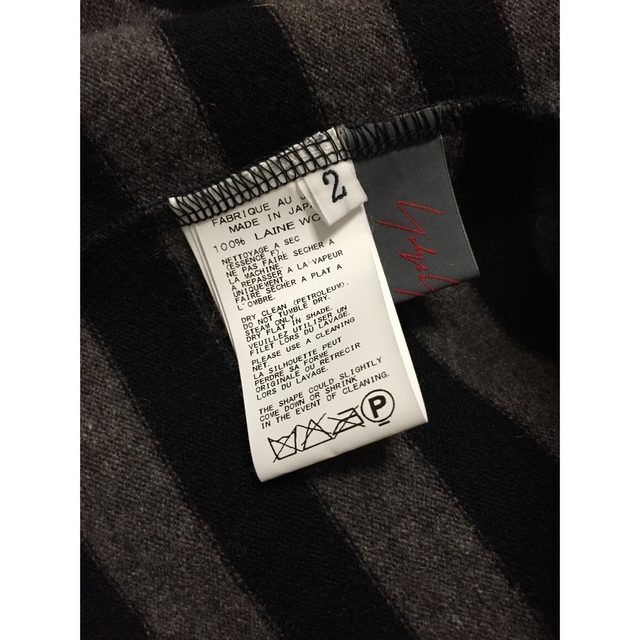 2
FABRIQUE AU
MADE IN
100% LAINE
NETTOYAGE A SEC
(ESSENCE F).
NE PAS FAIRE SECHER A
LA MACHINE.
A REPASSER A LA VAPEUR
UNIQUEMENT.
FAIRE SECHER A PLAT A
L'OMBRE.
DRY CLEAN (PETROLEUM).
DO NOT TUMBLE DRY.
STEAM ONLY.
DRY FLAT IN SHADE.
VEUILLEZ UTILISER UN
FILET LORS DU LAVAGE.
PLEASE USE A CLEANING
NET.
LA SILHOUETTE PEUT
PERDRE SA FORME
ORIGINALE OU RETRECIR
LORS DU LAVAGE.
THE SHAPE COULD SLIGHTLY
COME DOWN OR SHRINK
IN THE EVENT OF CLEANING.
P